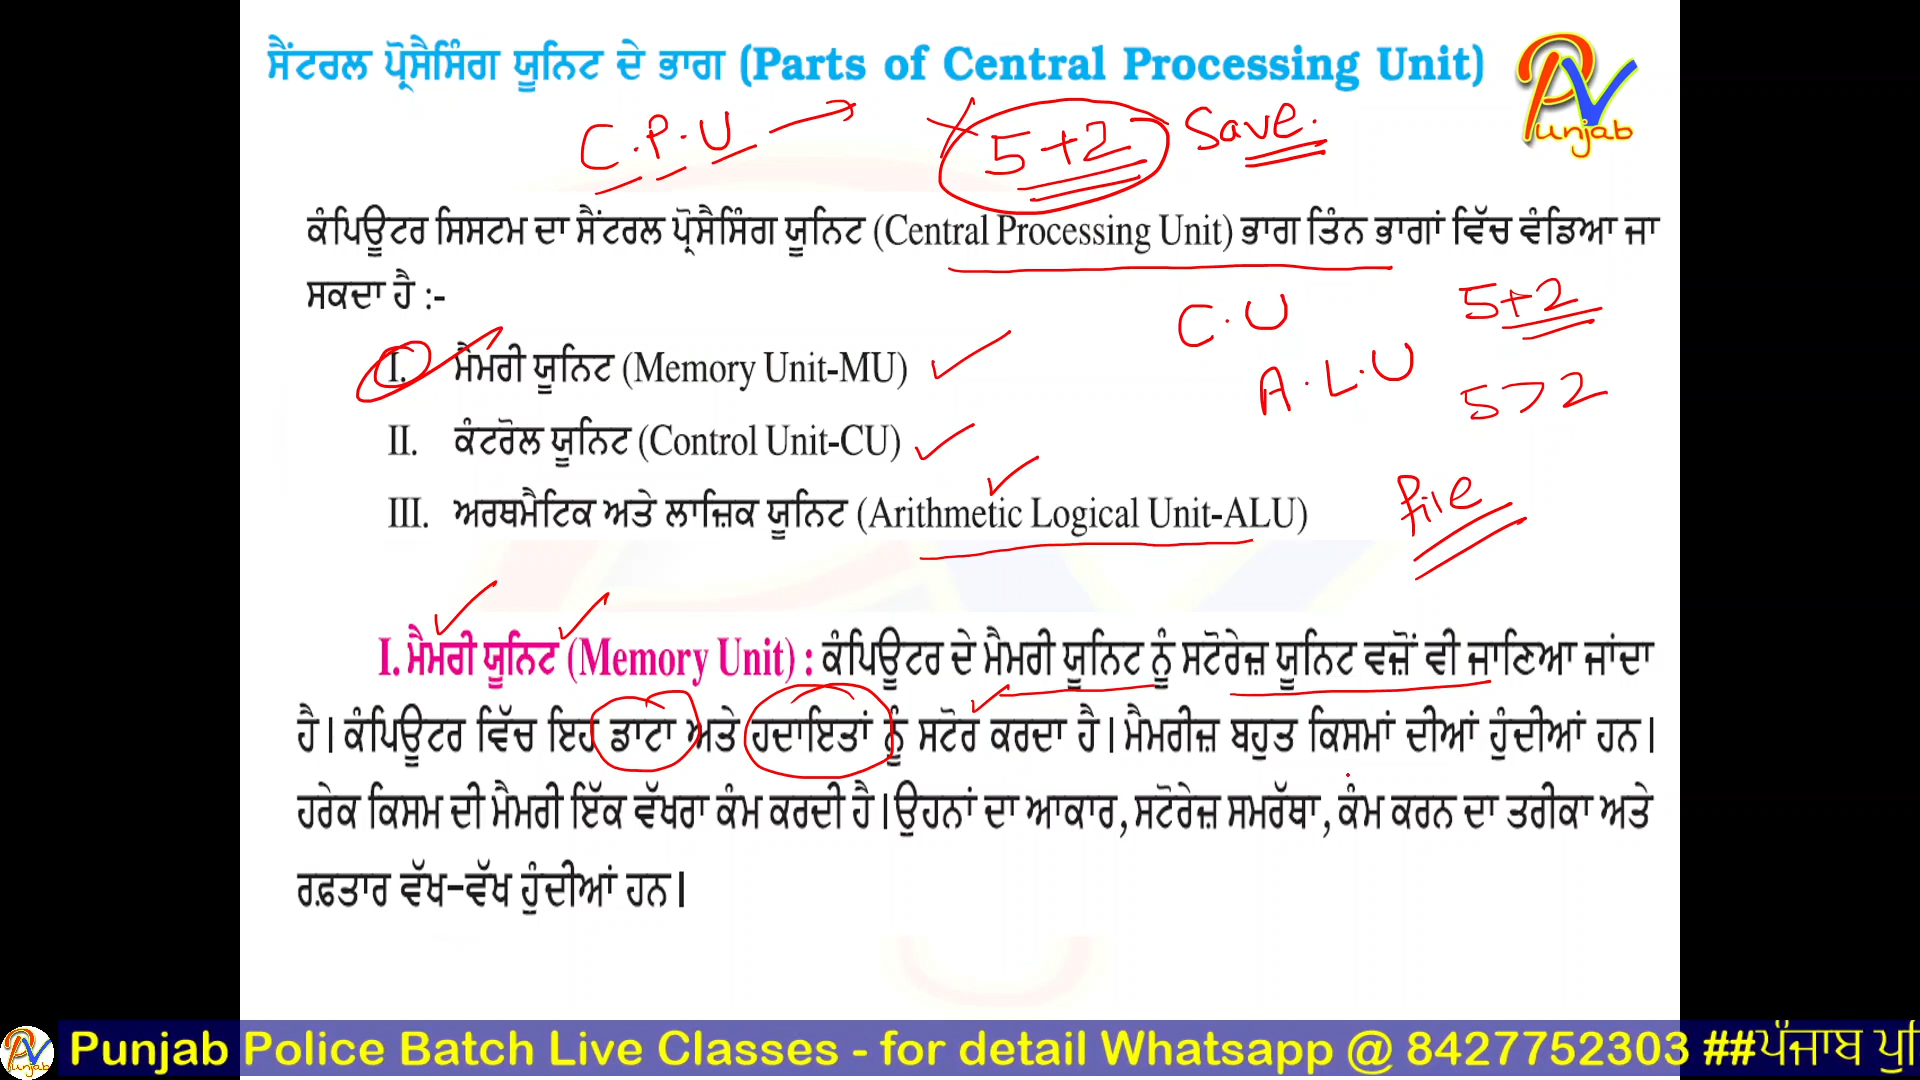 ਸੈਂਟਰਲ ਪ੍ਰੋਸੈਸਿੰਗ ਯੂਨਿਟ ਦੇ ਭਾਗ (Parts of Central Processing Unit)
PV
Punjab
C.P.U → 5+2 Save.
ਕੰਪਿਊਟਰ ਸਿਸਟਮ ਦਾ ਸੈਂਟਰਲ ਪ੍ਰੋਸੈਸਿੰਗ ਯੂਨਿਟ (Central Processing Unit) ਭਾਗ ਤਿੰਨ ਭਾਗਾਂ ਵਿੱਚ ਵੰਡਿਆ ਜਾ
ਸਕਦਾ ਹੈ :-
C.U 5+2
I. ਮੈਮਰੀ ਯੂਨਿਟ (Memory Unit-MU)
A.L.U 5>2
II. ਕੰਟਰੋਲ ਯੂਨਿਟ (Control Unit-CU)
III. ਅਰਥਮੈਟਿਕ ਅਤੇ ਲਾਜ਼ਿਕ ਯੂਨਿਟ (Arithmetic Logical Unit-ALU)
File
I. ਮੈਮਰੀ ਯੂਨਿਟ (Memory Unit) : ਕੰਪਿਊਟਰ ਦੇ ਮੈਮਰੀ ਯੂਨਿਟ ਨੂੰ ਸਟੋਰੇਜ਼ ਯੂਨਿਟ ਵਜ਼ੋਂ ਵੀ ਜਾਣਿਆ ਜਾਂਦਾ
ਹੈ। ਕੰਪਿਊਟਰ ਵਿੱਚ ਇਹ ਡਾਟਾ ਅਤੇ ਹਦਾਇਤਾਂ ਨੂੰ ਸਟੋਰ ਕਰਦਾ ਹੈ। ਮੈਮਰੀਜ਼ ਬਹੁਤ ਕਿਸਮਾਂ ਦੀਆਂ ਹੁੰਦੀਆਂ ਹਨ।
ਹਰੇਕ ਕਿਸਮ ਦੀ ਮੈਮਰੀ ਇੱਕ ਵੱਖਰਾ ਕੰਮ ਕਰਦੀ ਹੈ। ਉਹਨਾਂ ਦਾ ਆਕਾਰ, ਸਟੋਰੇਜ਼ ਸਮਰੱਥਾ, ਕੰਮ ਕਰਨ ਦਾ ਤਰੀਕਾ ਅਤੇ
ਰਫ਼ਤਾਰ ਵੱਖ-ਵੱਖ ਹੁੰਦੀਆਂ ਹਨ।
PV Punjab
Punjab Police Batch Live Classes - for detail Whatsapp @ 8427752303 ##ਪੰਜਾਬ